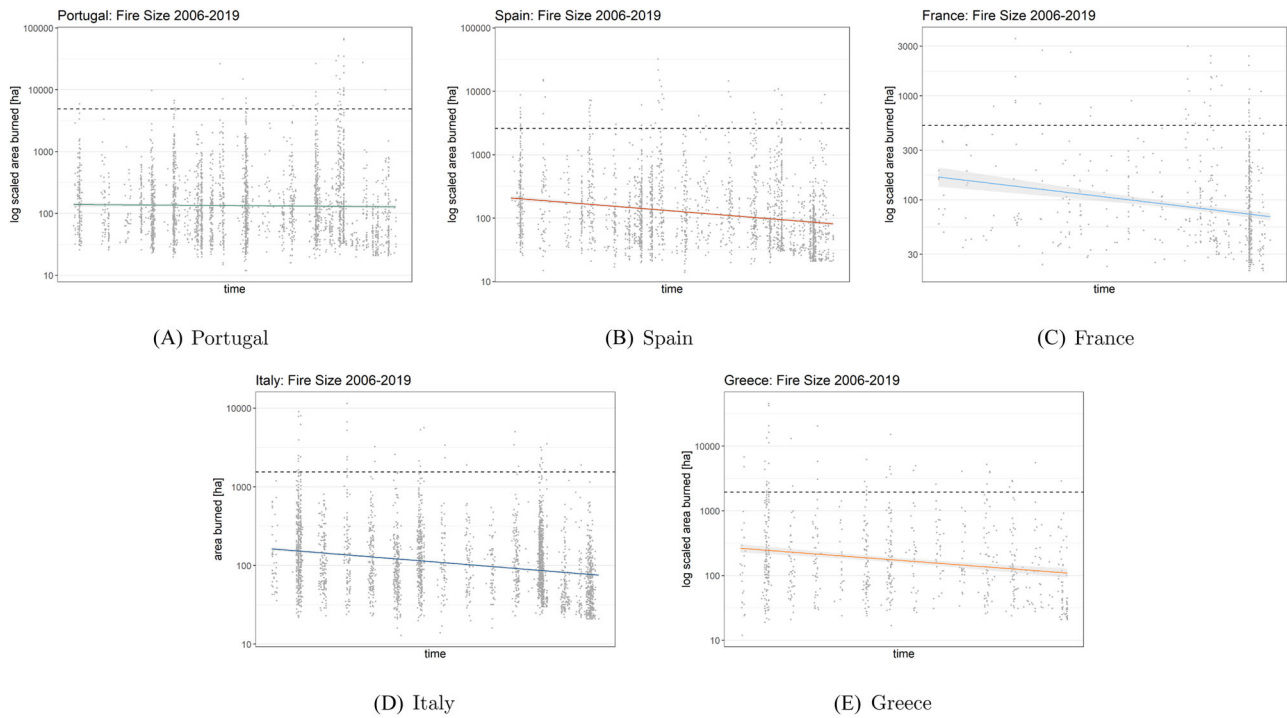 Portugal: Fire Size 2006-2019
100000
10000
1000
100
10
log scaled area burned [ha]
time
(A) Portugal
Spain: Fire Size 2006-2019
100000
10000
1000
100
10
log scaled area burned [ha]
time
(B) Spain
France: Fire Size 2006-2019
3000
1000
300
100
30
log scaled area burned [ha]
time
(C) France
Italy: Fire Size 2006-2019
10000
1000
100
10
area burned [ha]
time
(D) Italy
Greece: Fire Size 2006-2019
10000
1000
100
10
log scaled area burned [ha]
time
(E) Greece